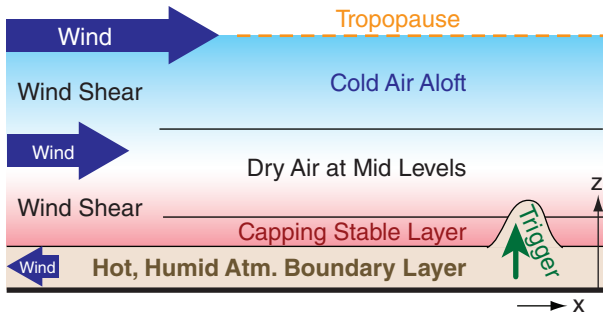 Tropopause
Wind
Cold Air Aloft
Wind Shear
Wind
Dry Air at Mid Levels
z
Wind Shear
Capping Stable Layer
Trigger
Wind
Hot, Humid Atm. Boundary Layer
x